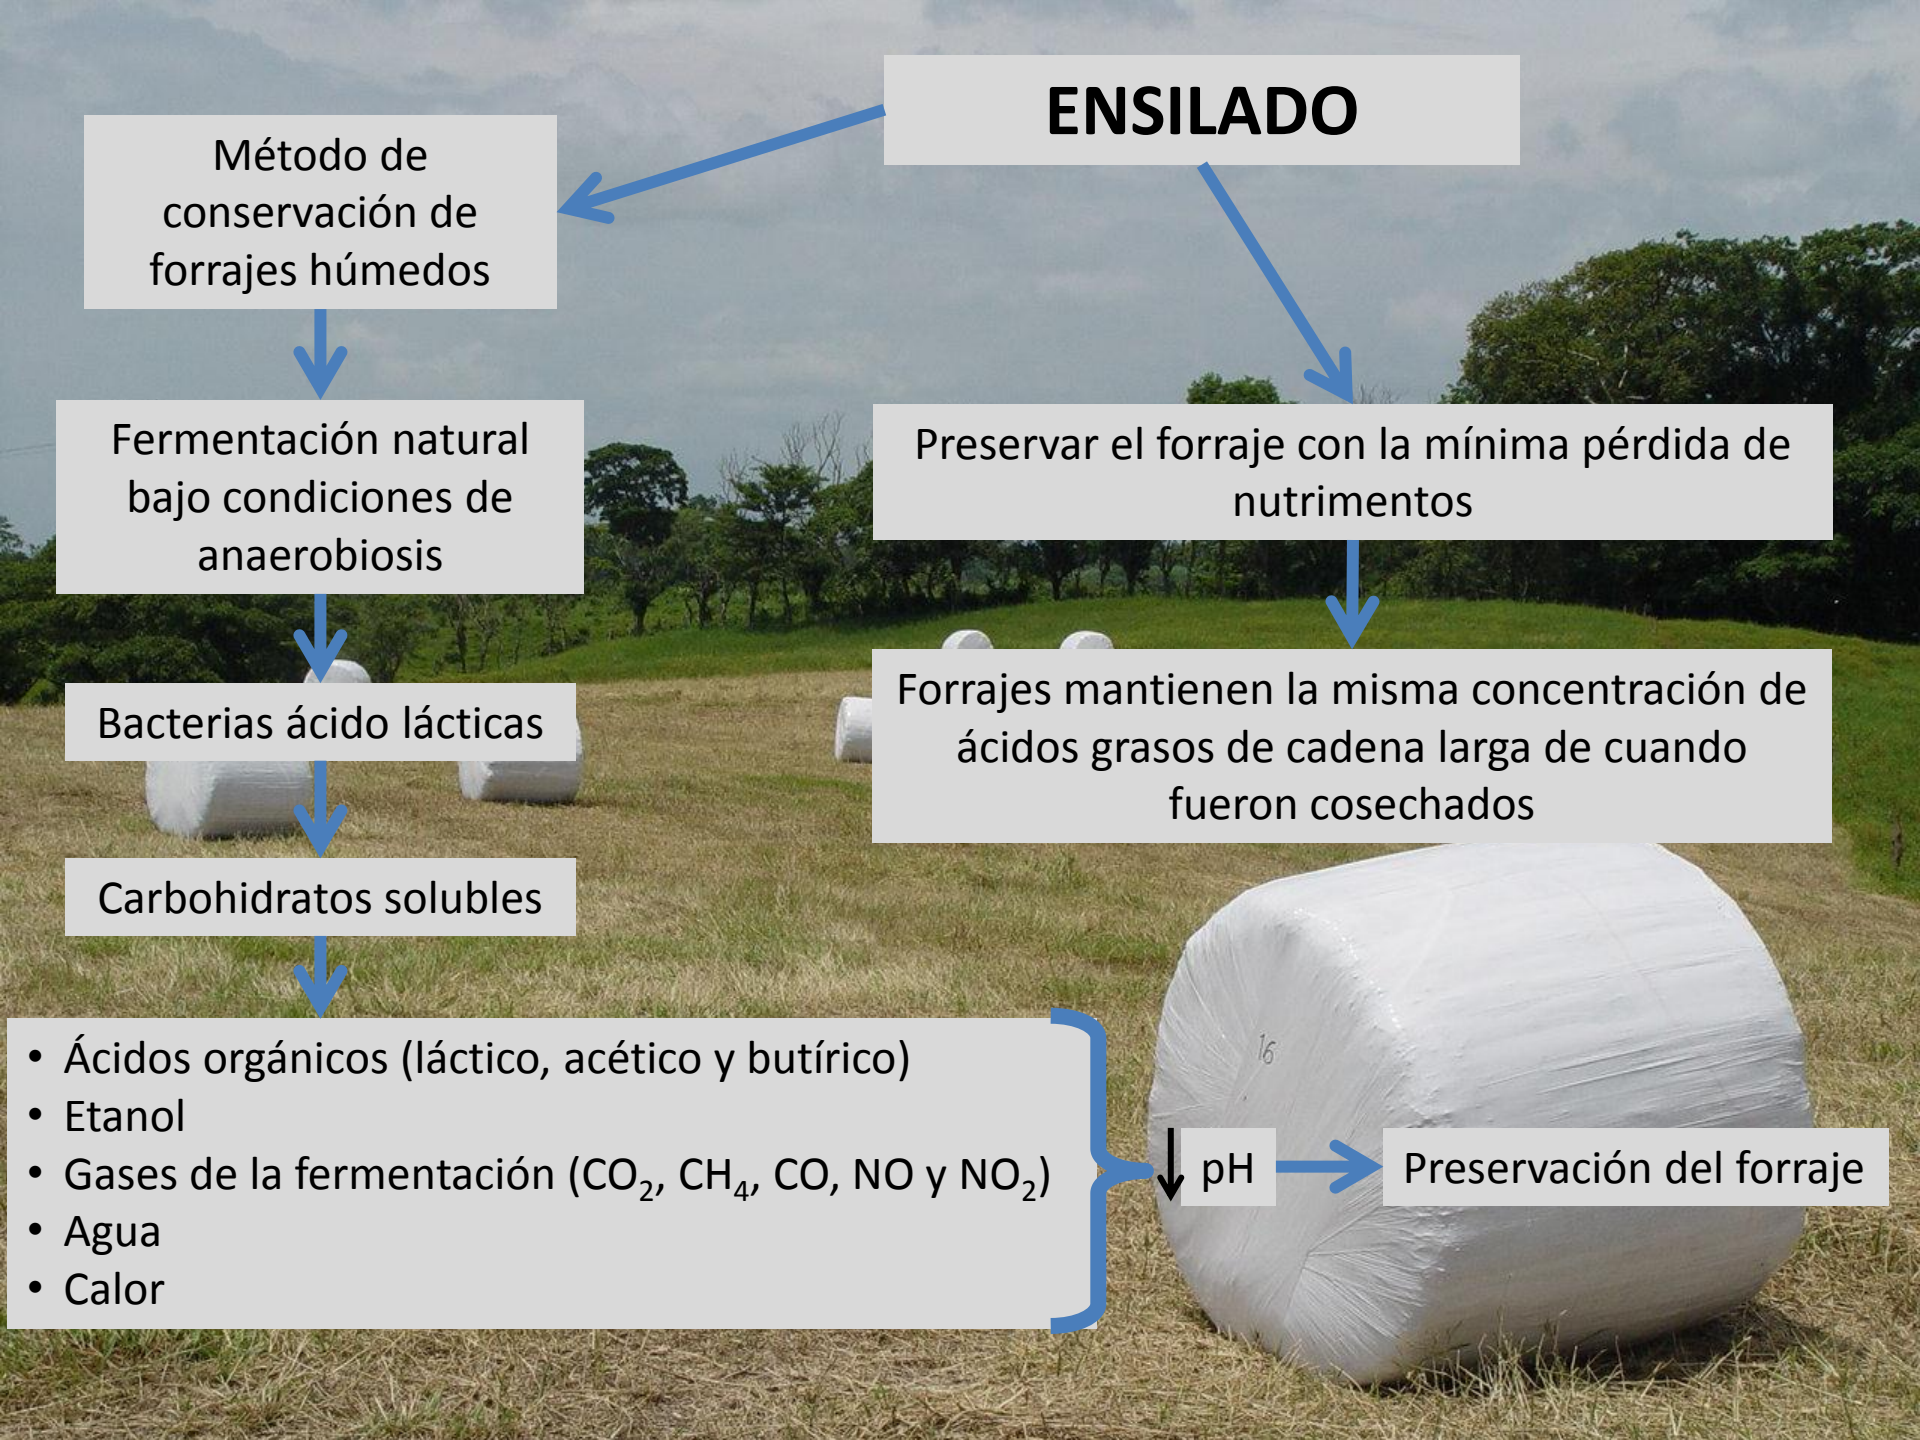 ENSILADO
Método de
conservación de
forrajes húmedos
Fermentación natural
bajo condiciones de
anaerobiosis
Bacterias ácido lácticas
Carbohidratos solubles
• Ácidos orgánicos (láctico, acético y butírico)
• Etanol
• Gases de la fermentación (CO₂, CH₄, CO, NO y NO₂)
• Agua
• Calor
↓ pH
Preservación del forraje
Preservar el forraje con la mínima pérdida de
nutrimentos
Forrajes mantienen la misma concentración de
ácidos grasos de cadena larga de cuando
fueron cosechados
16